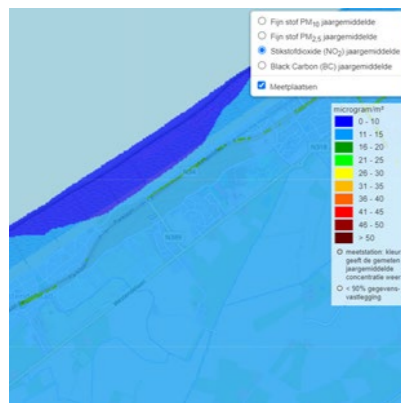 Fijn stof PM10 jaargemiddelde
Fijn stof PM2,5 jaargemiddelde
Stikstofdioxide (NO2) jaargemiddelde
Black Carbon (BC) jaargemiddelde
Meetplaatsen
microgram/m³
0 - 10
11 - 15
16 - 20
21 - 25
26 - 30
31 - 35
36 - 40
41 - 45
46 - 50
> 50
meetstation: kleur
geeft de gemeten
jaargemiddelde
concentratie weer
< 90% gegevens-
vastlegging